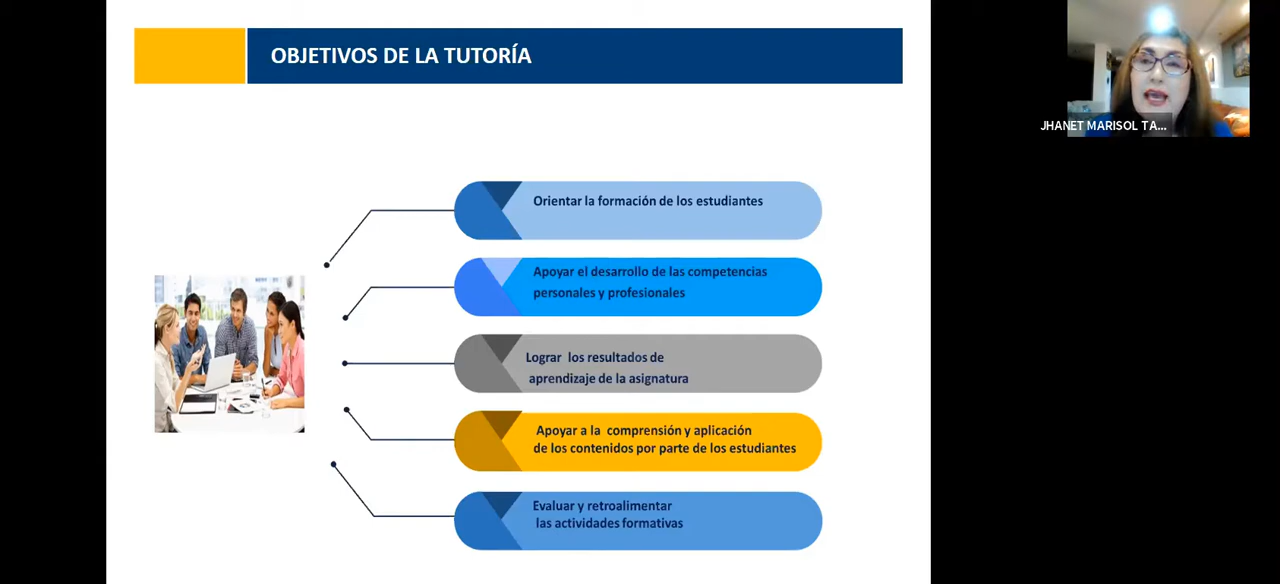 OBJETIVOS DE LA TUTORÍA
JHANET MARISOL TA...
Orientar la formación de los estudiantes
Apoyar el desarrollo de las competencias
personales y profesionales
Lograr los resultados de
aprendizaje de la asignatura
Apoyar a la comprensión y aplicación
de los contenidos por parte de los estudiantes
Evaluar y retroalimentar
las actividades formativas